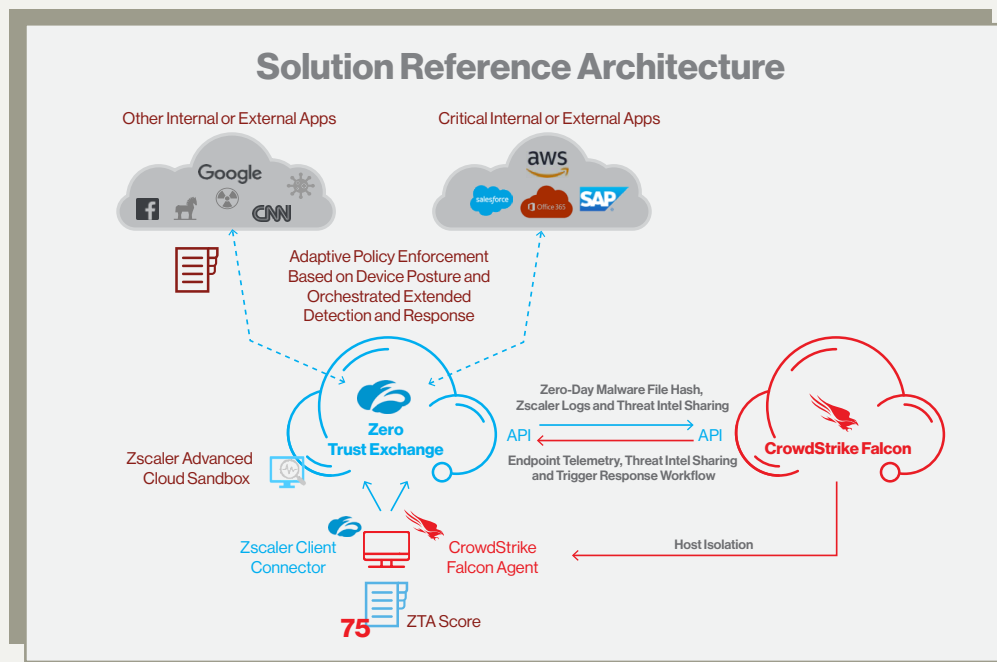 Solution Reference Architecture
Other Internal or External Apps
Critical Internal or External Apps
Google
CNN
aws
salesforce
Office 365
SAP
Adaptive Policy Enforcement
Based on Device Posture and
Orchestrated Extended
Detection and Response
Zero
Trust Exchange
Zero-Day Malware File Hash,
Zscaler Logs and Threat Intel Sharing
API
API
Endpoint Telemetry, Threat Intel Sharing
and Trigger Response Workflow
CrowdStrike Falcon
Zscaler Advanced
Cloud Sandbox
Zscaler Client
Connector
CrowdStrike
Falcon Agent
Host Isolation
75
ZTA Score